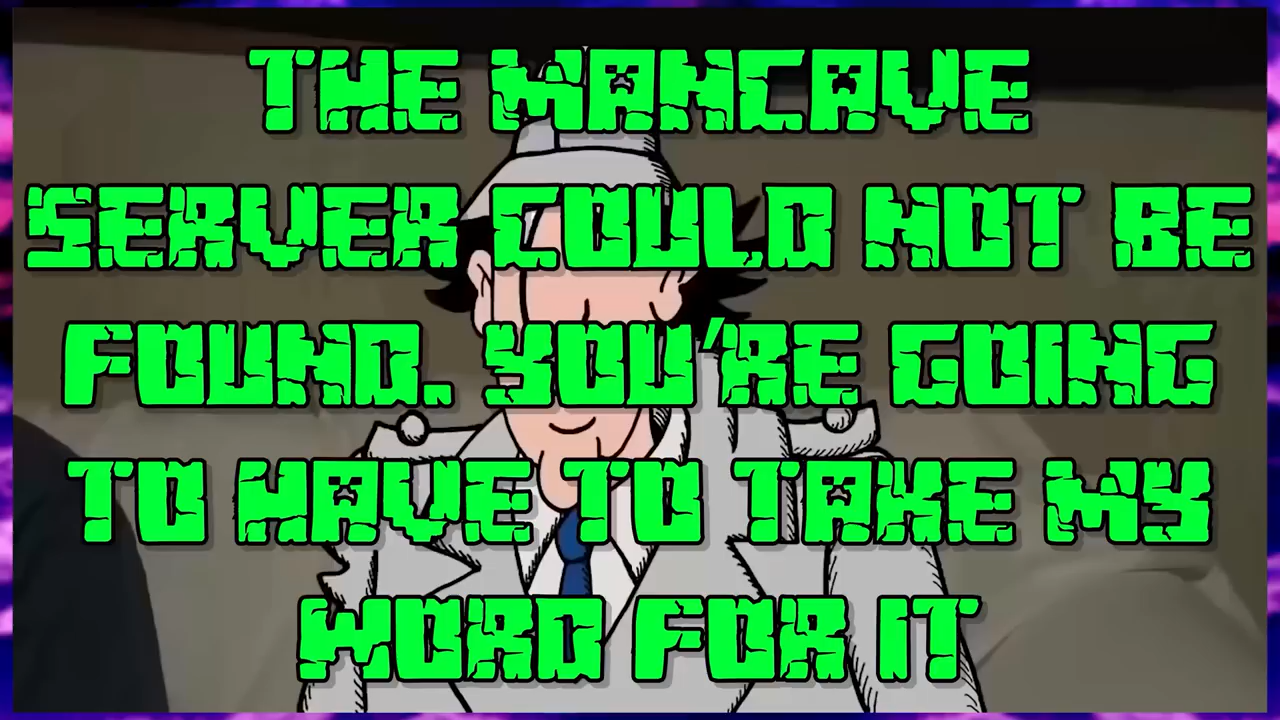 THE MANCAVE
SERVER COULD NOT BE
FOUND. YOU'RE GOING
TO HAVE TO TAKE MY
WORD FOR IT